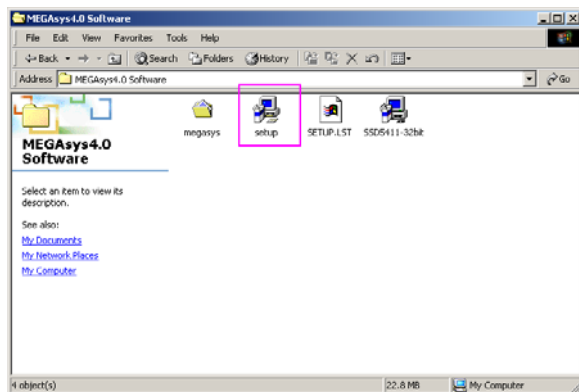 MEGAsys4.0 Software
File Edit View Favorites Tools Help
Back Search Folders History
Address MEGAsys4.0 Software Go
megasys setup SETUP.LST SSD5411-32bit
MEGAsys4.0
Software
Select an item to view its
description.
See also:
My Documents
My Network Places
My Computer
4 object(s) 22.8 MB My Computer